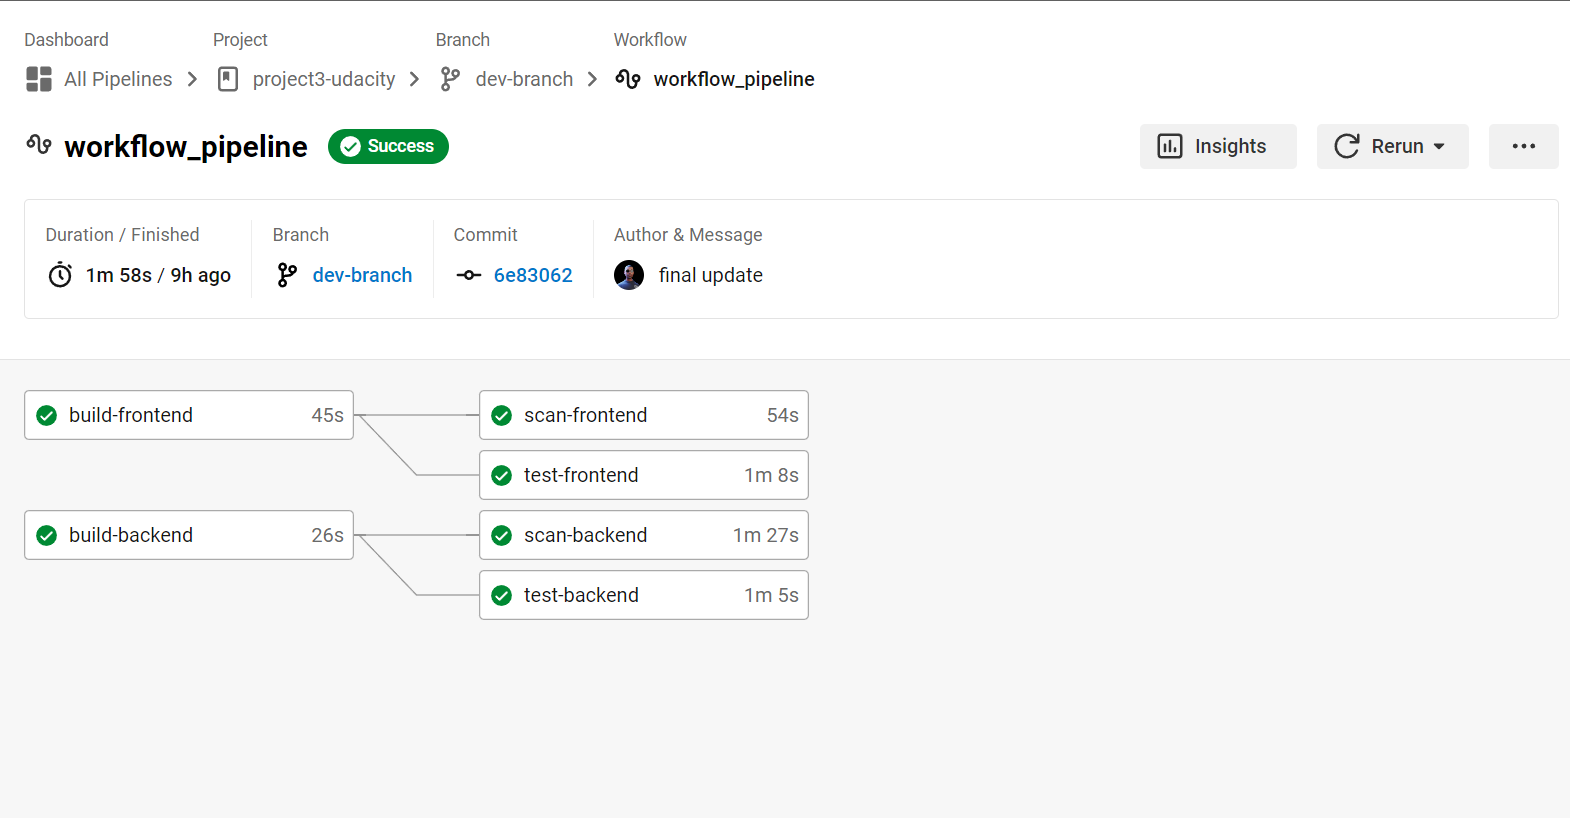 Dashboard Project Branch Workflow
All Pipelines project3-udacity dev-branch workflow_pipeline
workflow_pipeline Success Insights Rerun
Duration / Finished Branch Commit Author & Message
1m 58s / 9h ago dev-branch 6e83062 final update
build-frontend 45s scan-frontend 54s
test-frontend 1m 8s
build-backend 26s scan-backend 1m 27s
test-backend 1m 5s